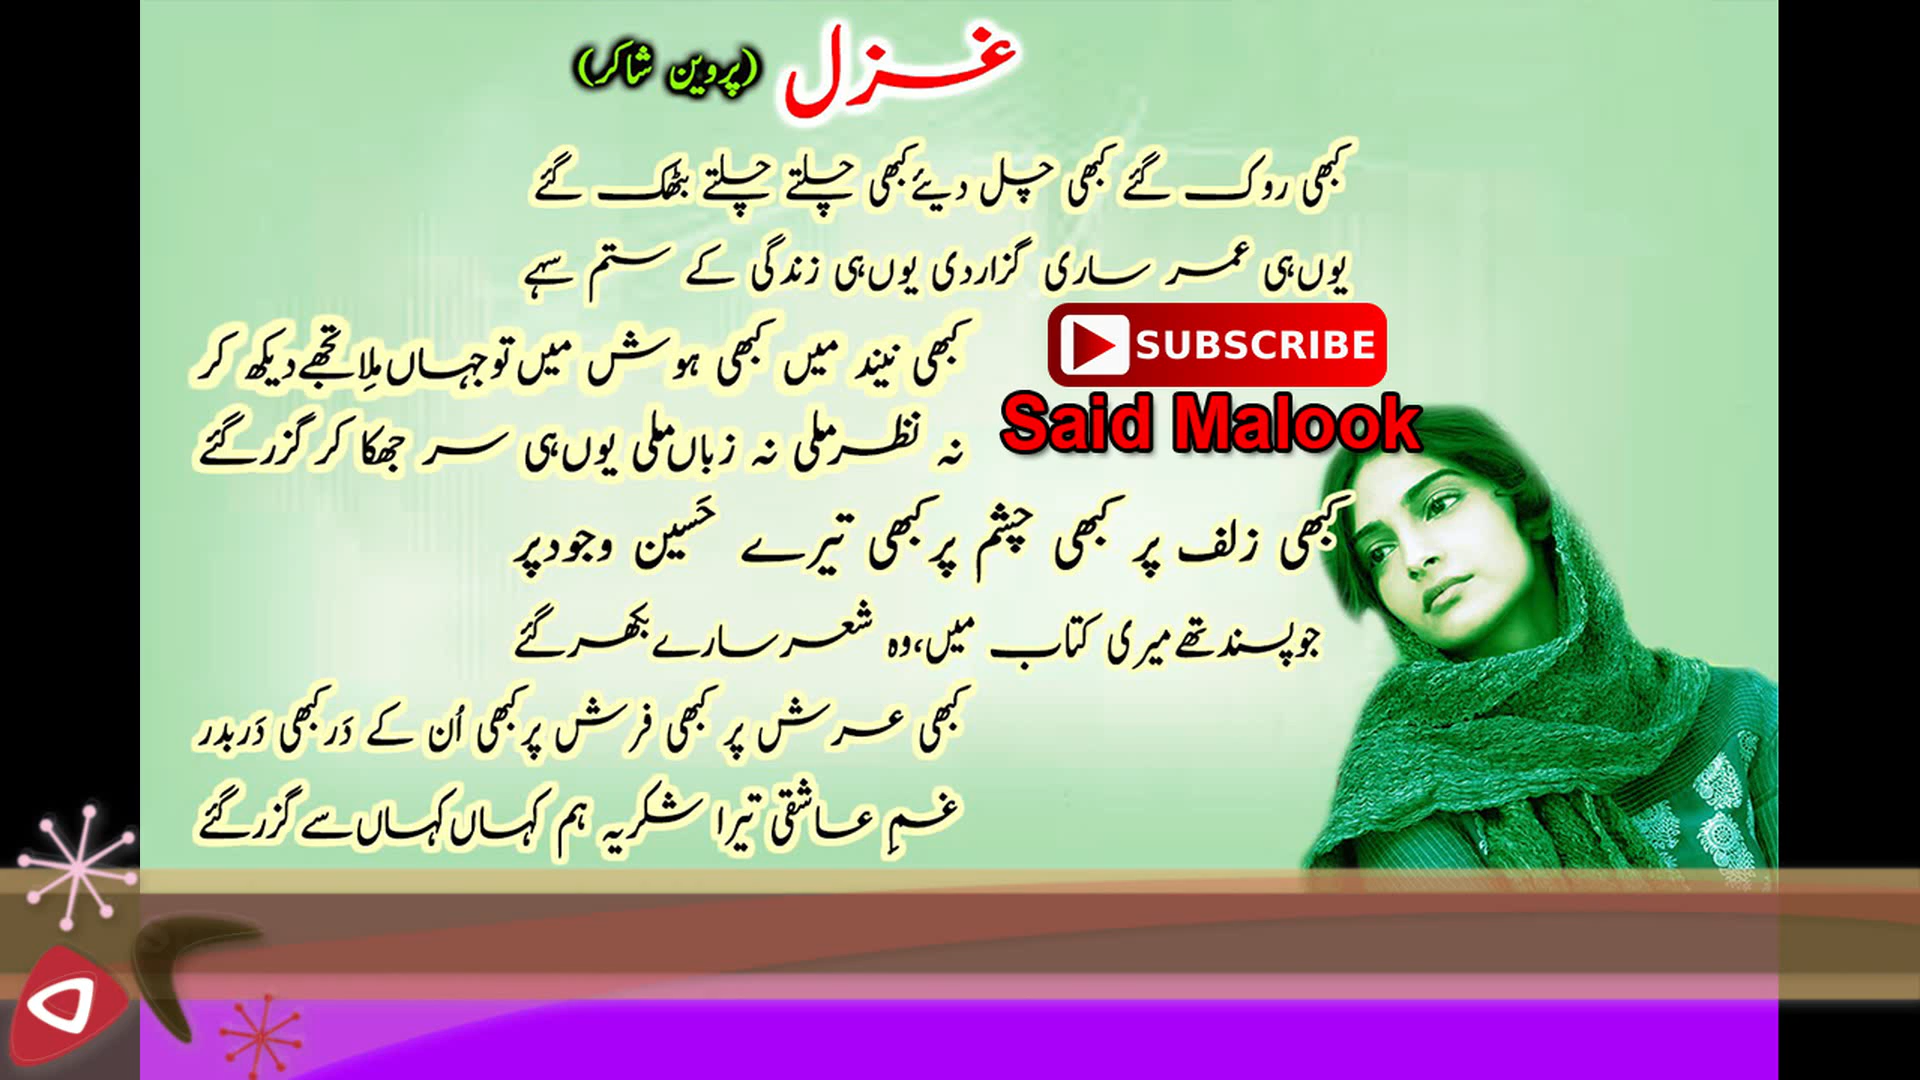 غزل (پروین شاکر)
کبھی روک گئے کبھی چل دیئے کبھی چلتے چلتے بٹھک گئے
یوں ہی عمر ساری گزار دی یوں ہی زندگی کے ستم سہے
کبھی نیند میں کبھی ہوش میں تو جہاں مِلا تجھے دیکھ کر
نہ نظر ملی نہ زباں ملی یوں ہی سر جھکا کر گزر گئے
SUBSCRIBE
Said Malook
کبھی زلف پر کبھی چشم پر کبھی تیرے حَسین وجود پر
جو پسند تھے میری کتاب میں، وہ شعر سارے بکھر گئے
کبھی عرش پر کبھی فرش پر کبھی اُن کے دَر کبھی دَربدر
غمِ عاشقی تیرا شکریہ ہم کہاں کہاں سے گزر گئے